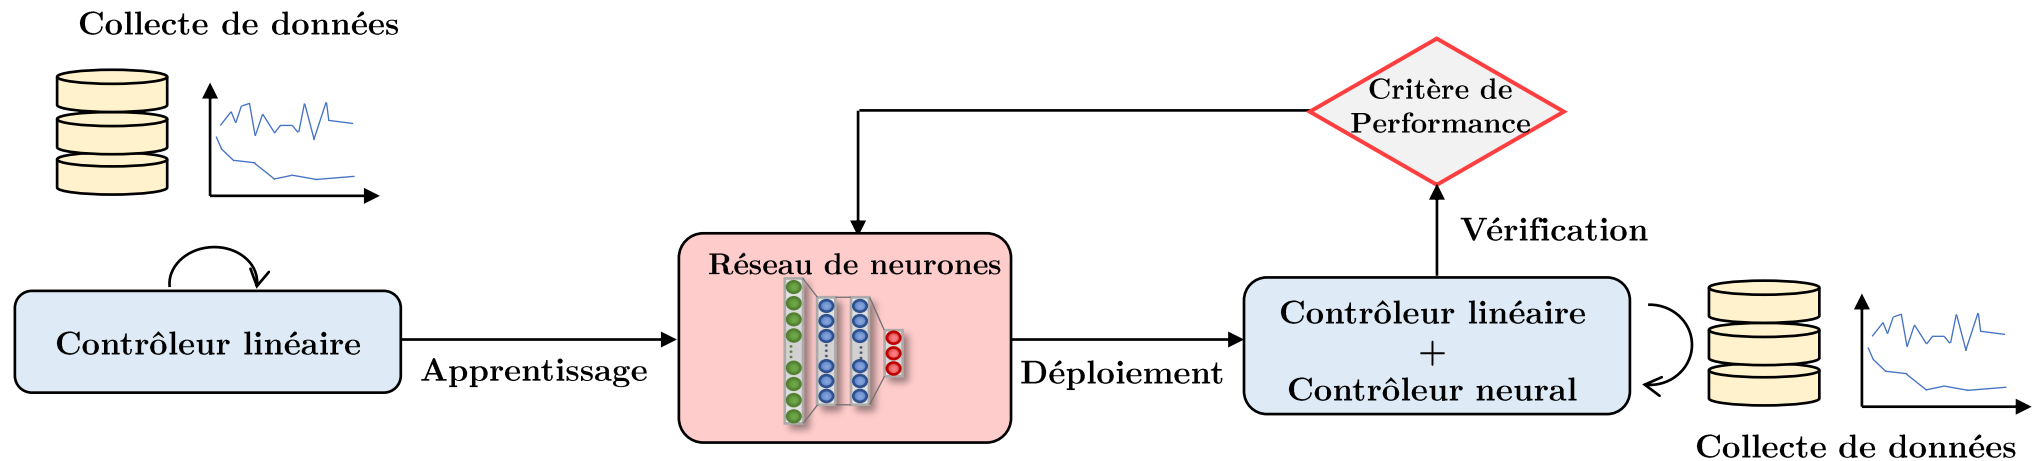 Collecte de données
Contrôleur linéaire
Apprentissage
Réseau de neurones
Déploiement
Critère de
Performance
Vérification
Contrôleur linéaire
+
Contrôleur neural
Collecte de données